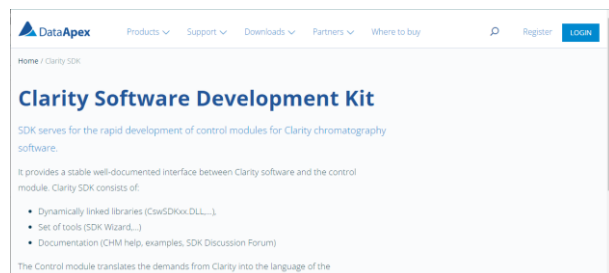 DataApex Products Support Downloads Partners Where to buy Register LOGIN
Home / Clarity SDK
Clarity Software Development Kit
SDK serves for the rapid development of control modules for Clarity chromatography
software.
It provides a stable well-documented interface between Clarity software and the control
module. Clarity SDK consists of:
• Dynamically linked libraries (CswSDKxx.DLL,...),
• Set of tools (SDK Wizard,...)
• Documentation (CHM help, examples, SDK Discussion Forum)
The Control module translates the demands from Clarity into the language of the